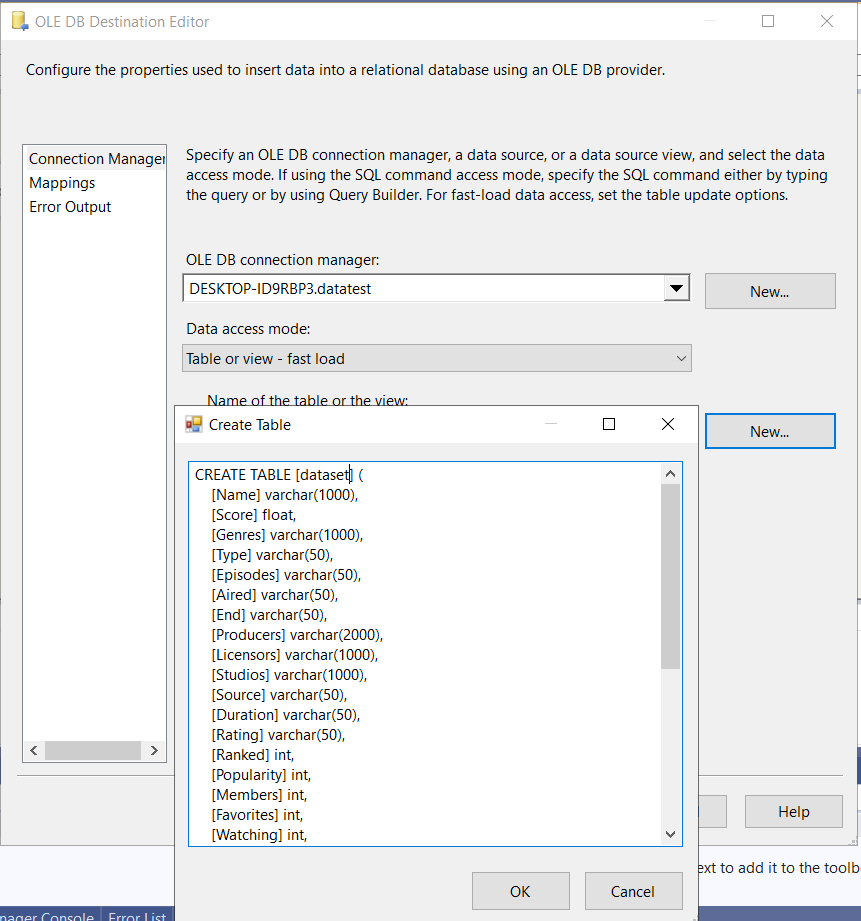 OLE DB Destination Editor
Configure the properties used to insert data into a relational database using an OLE DB provider.
Connection Manager
Mappings
Error Output
Specify an OLE DB connection manager, a data source, or a data source view, and select the data
access mode. If using the SQL command access mode, specify the SQL command either by typing
the query or by using Query Builder. For fast-load data access, set the table update options.
OLE DB connection manager:
DESKTOP-ID9RBP3.datatest
New...
Data access mode:
Table or view - fast load
Name of the table or the view:
New...
Create Table
CREATE TABLE [dataset] (
[Name] varchar(1000),
[Score] float,
[Genres] varchar(1000),
[Type] varchar(50),
[Episodes] varchar(50),
[Aired] varchar(50),
[End] varchar(50),
[Producers] varchar(2000),
[Licensors] varchar(1000),
[Studios] varchar(1000),
[Source] varchar(50),
[Duration] varchar(50),
[Rating] varchar(50),
[Ranked] int,
[Popularity] int,
[Members] int,
[Favorites] int,
[Watching] int,
OK
Cancel
Help
ext to add it to the toolb
nager Console
Error List